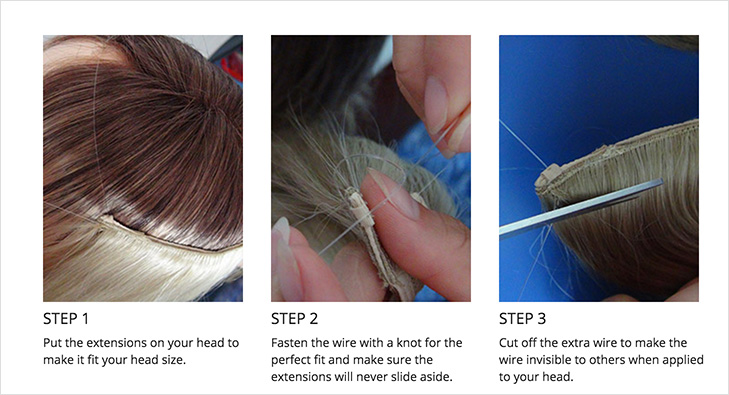 STEP 1
Put the extensions on your head to
make it fit your head size.
STEP 2
Fasten the wire with a knot for the
perfect fit and make sure the
extensions will never slide aside.
STEP 3
Cut off the extra wire to make the
wire invisible to others when applied
to your head.